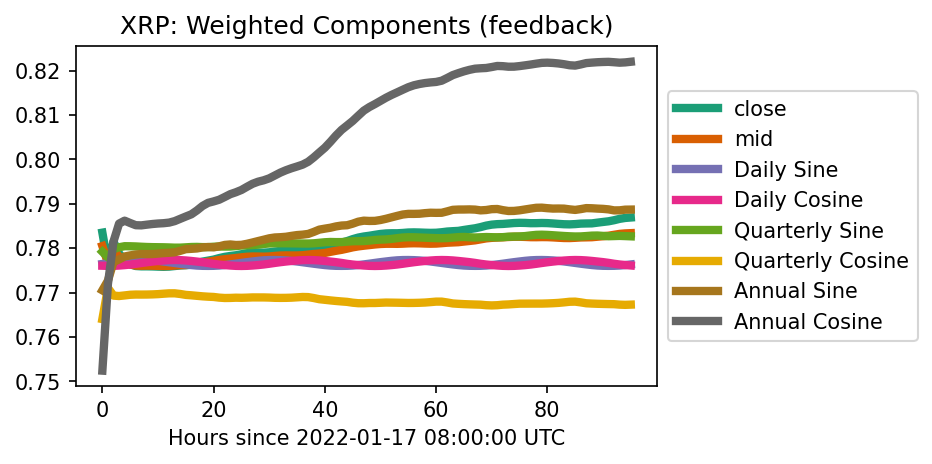 XRP: Weighted Components (feedback)
0.82
0.81
0.80
0.79
0.78
0.77
0.76
0.75
0
20
40
60
80
Hours since 2022-01-17 08:00:00 UTC
close
mid
Daily Sine
Daily Cosine
Quarterly Sine
Quarterly Cosine
Annual Sine
Annual Cosine